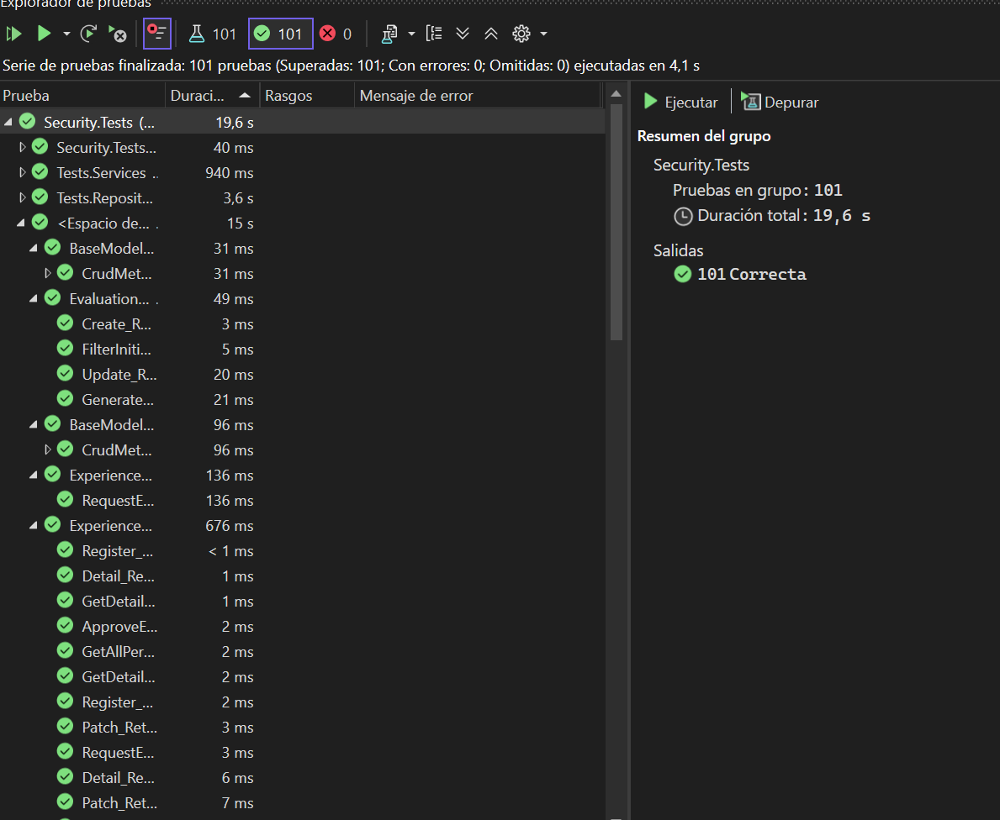 Explorador de pruebas
101 101 0
Serie de pruebas finalizada: 101 pruebas (Superadas: 101; Con errores: 0; Omitidas: 0) ejecutadas en 4,1 s
Prueba Duraci... Rasgos Mensaje de error
Security.Tests (... 19,6 s
Security.Tests... 40 ms
Tests.Services .. 940 ms
Tests.Reposit... 3,6 s
<Espacio de... . 15 s
BaseModel... 31 ms
CrudMet... 31 ms
Evaluation... . 49 ms
Create_R... 3 ms
FilterIniti... 5 ms
Update_R... 20 ms
Generate... 21 ms
BaseModel... 96 ms
CrudMet... 96 ms
Experience... 136 ms
RequestE... 136 ms
Experience... 676 ms
Register_... < 1 ms
Detail_Re... 1 ms
GetDetail... 1 ms
ApproveE... 2 ms
GetAllPer... 2 ms
GetDetail... 2 ms
Register_... 2 ms
Patch_Ret... 3 ms
RequestE... 3 ms
Detail_Re... 6 ms
Patch_Ret... 7 ms
Ejecutar Depurar
Resumen del grupo
Security.Tests
Pruebas en grupo: 101
Duración total: 19,6 s
Salidas
101 Correcta